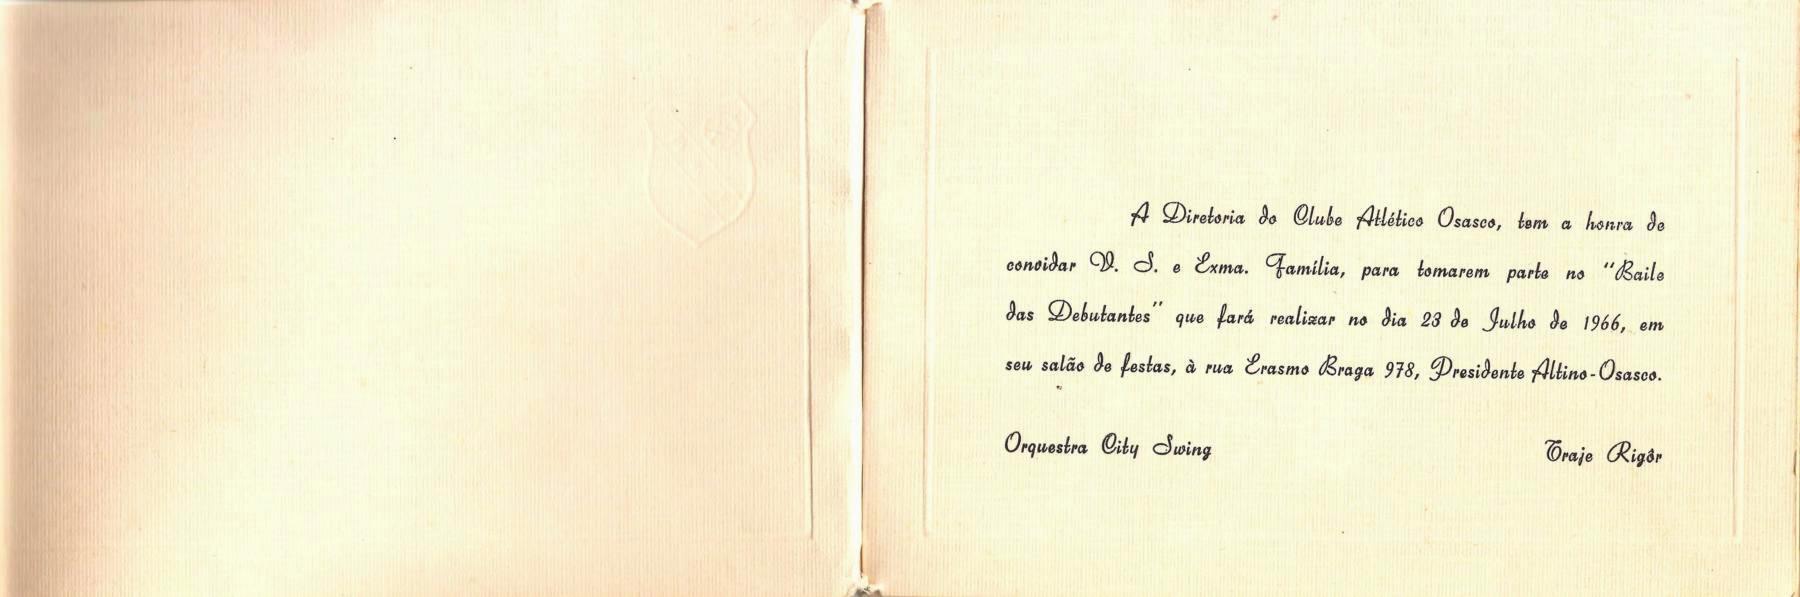 A Diretoria do Clube Atlético Osasco, tem a honra de
convidar V. S. e Exma. Família, para tomarem parte no "Baile
das Debutantes" que fará realizar no dia 23 de Julho de 1966, em
seu salão de festas, à rua Erasmo Braga 978, Presidente Altino-Osasco.
Orquestra City Swing
Traje Rigôr